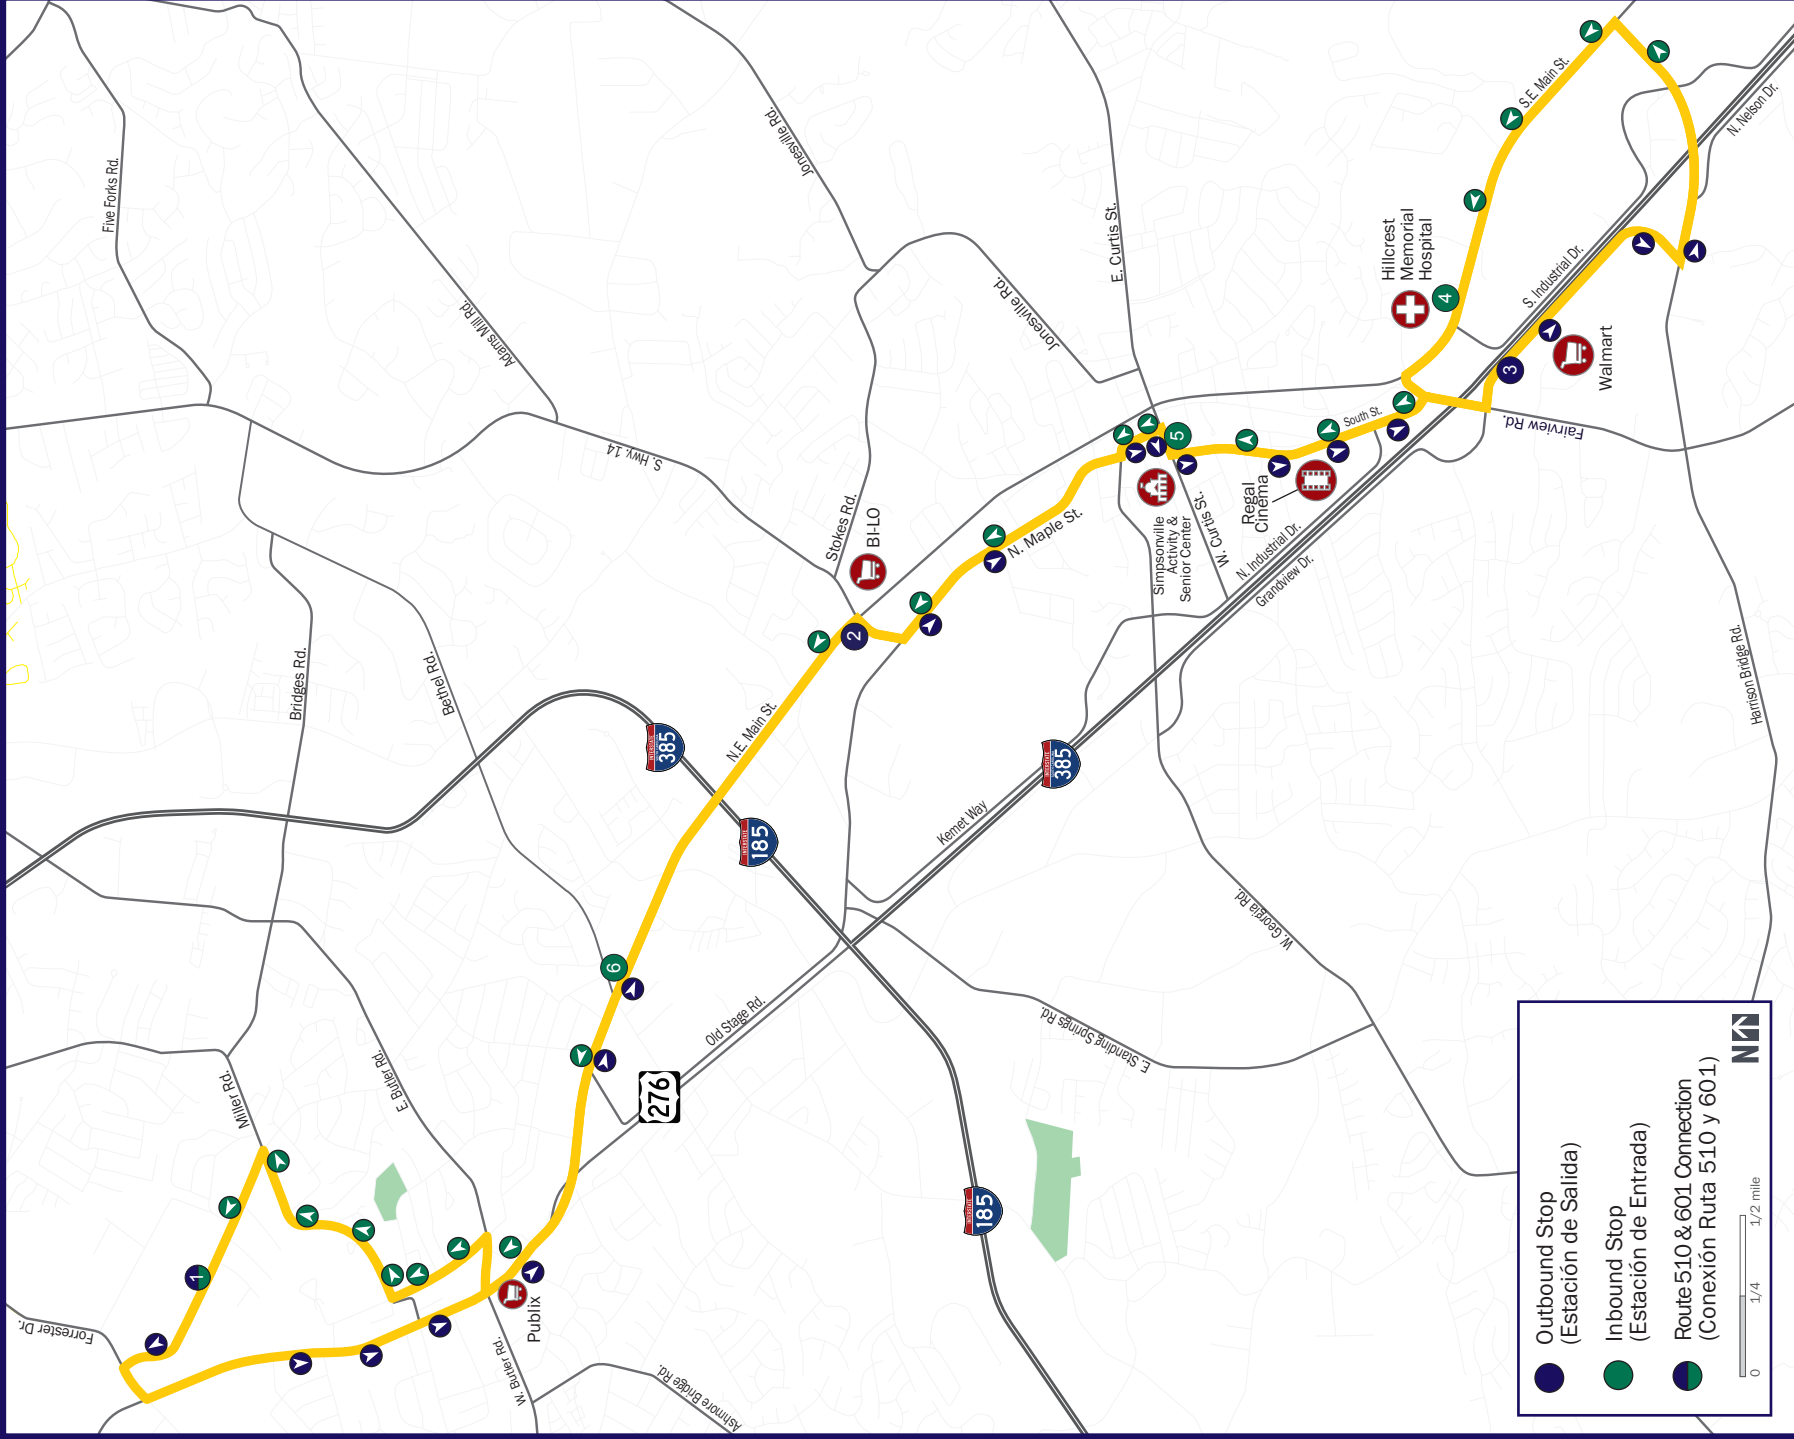 Five Forks Rd.
Adams Mill Rd.
Jonesville Rd.
Jonesville Rd.
E. Curtis St.
S.E. Main St.
N. Nelson Dr.
S. Industrial Dr.
Hillcrest
Memorial
Hospital
4
3
Walmart
Fairview Rd.
South St.
5
Regal
Cinema
Simpsonville
Activity &
Senior Center
W. Curtis St.
N. Industrial Dr.
Grandview Dr.
N. Maple St.
S. Hwy. 14
Stokes Rd.
BI-LO
2
Bridges Rd.
Bethel Rd.
N.E. Main St.
INTERSTATE
385
INTERSTATE
185
INTERSTATE
385
Kemet Way
W. Georgia Rd.
Harrison Bridge Rd.
6
Old Stage Rd.
276
E. Standing Springs Rd.
E. Butler Rd.
Miller Rd.
1
Forrester Dr.
Publix
W. Butler Rd.
Ashmore Bridge Rd.
INTERSTATE
185
Outbound Stop
(Estación de Salida)
Inbound Stop
(Estación de Entrada)
Route 510 & 601 Connection
(Conexión Ruta 510 y 601)
0
1/4
1/2 mile
N